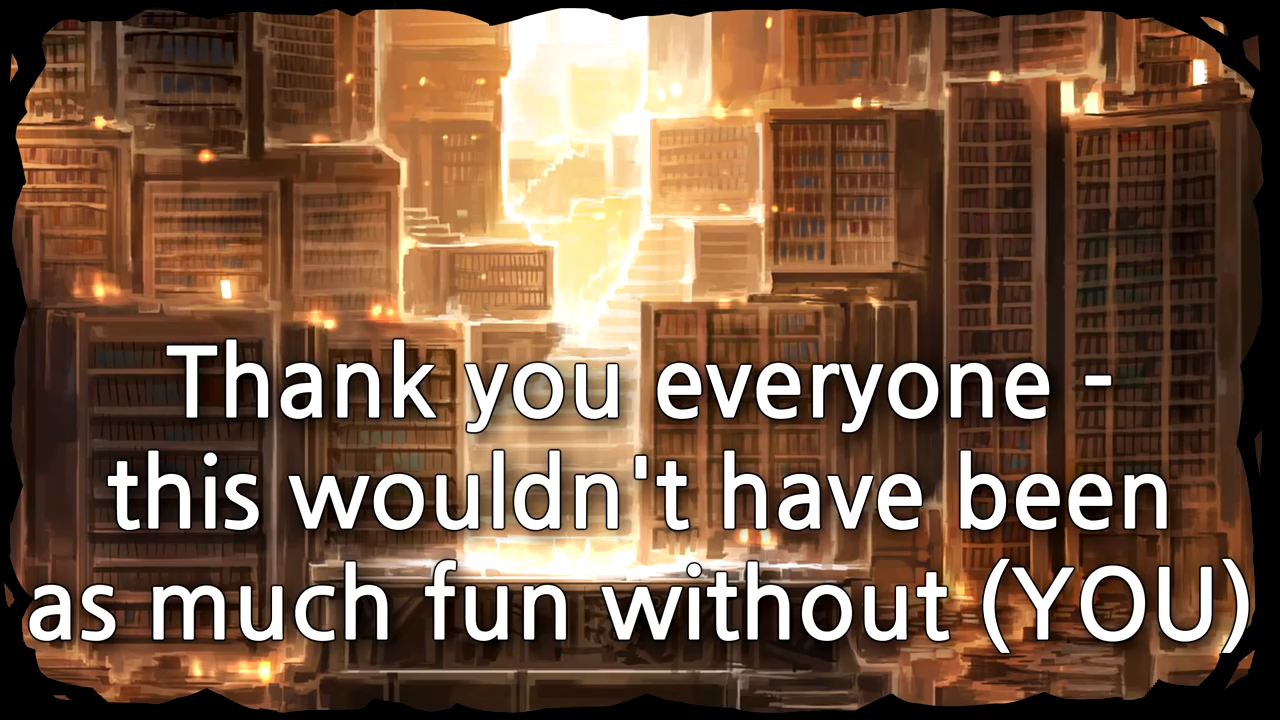 Thank you everyone -
this wouldn't have been
as much fun without (YOU)